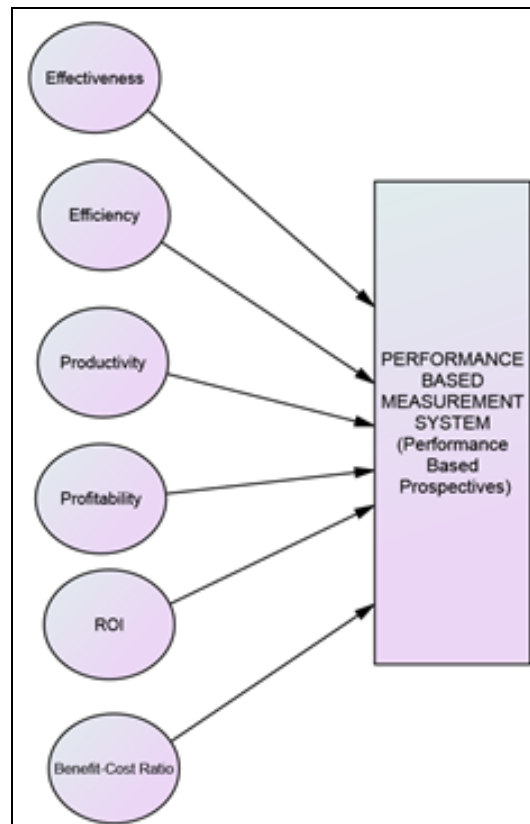 Effectiveness
Efficiency
Productivity
Profitability
ROI
Benefit-Cost Ratio
PERFORMANCE
BASED
MEASUREMENT
SYSTEM
(Performance
Based
Prospectives)